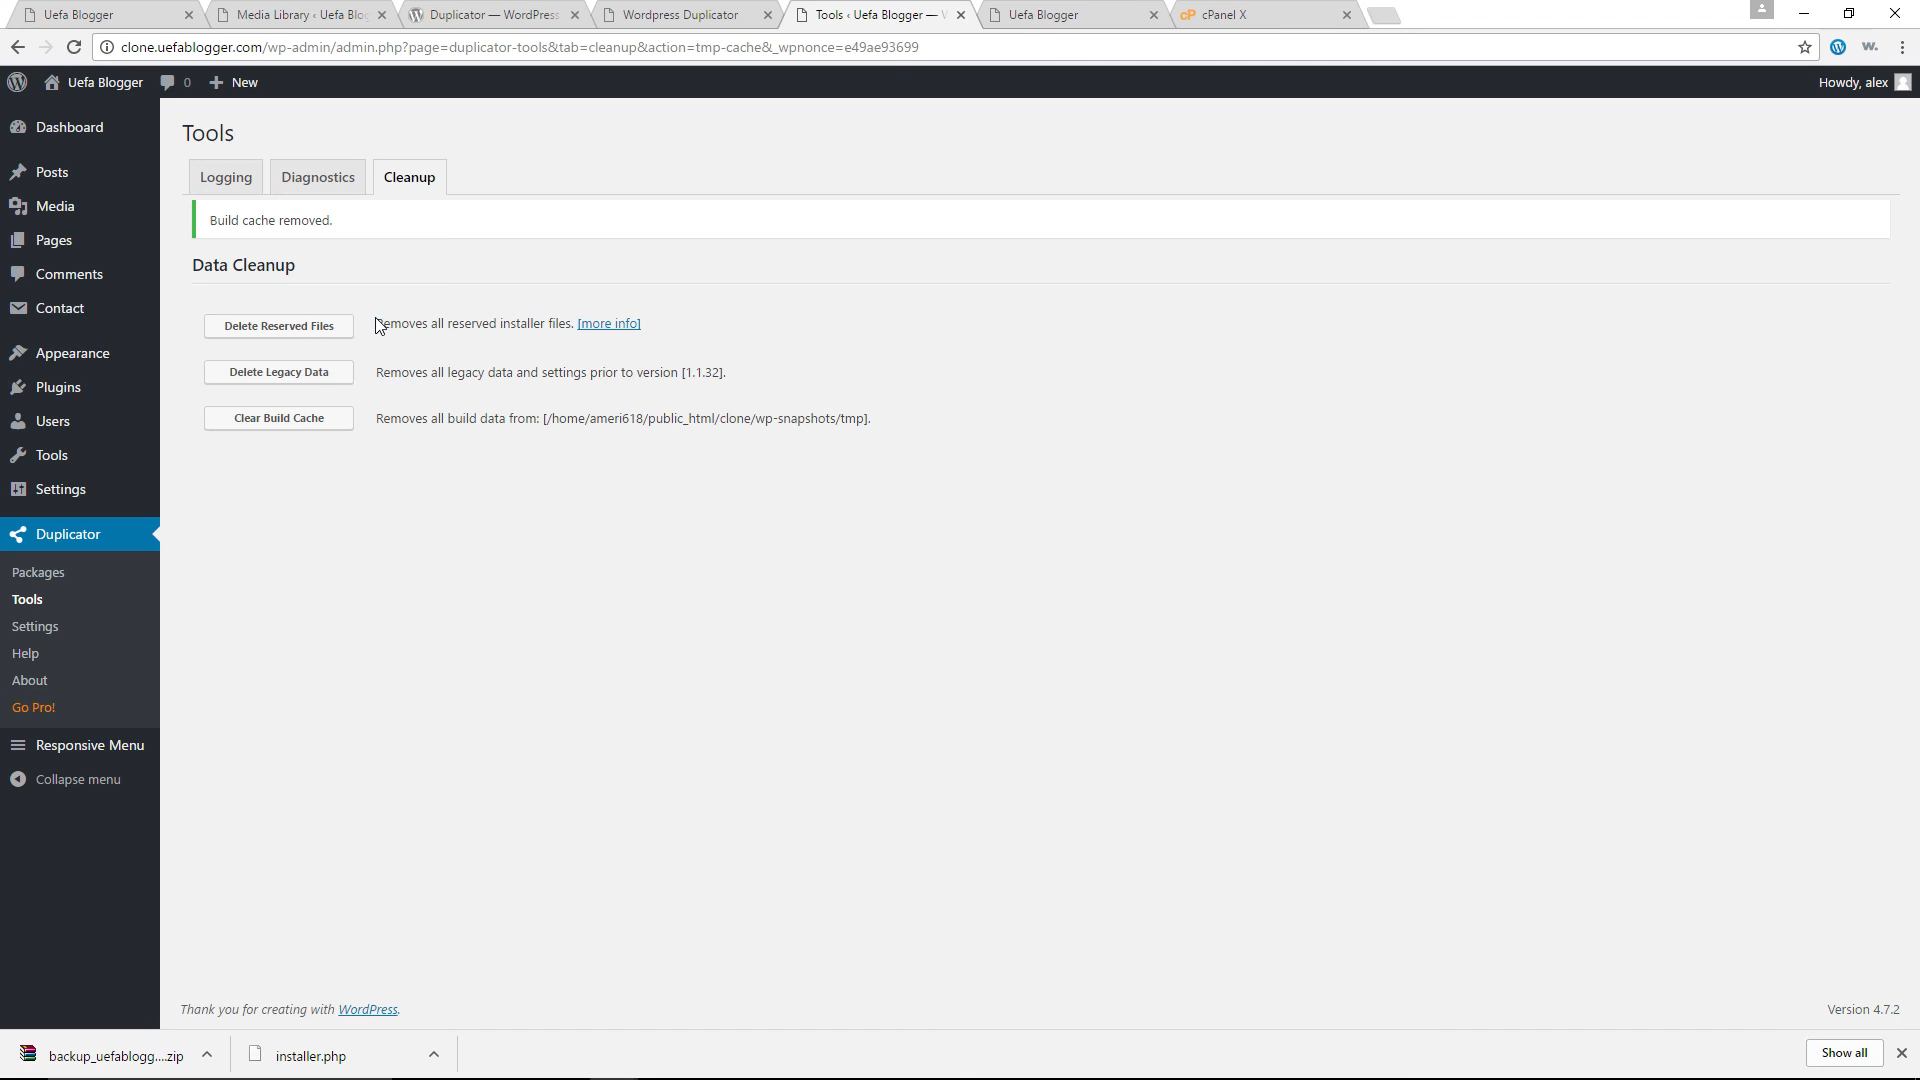 Uefa Blogger
Media Library ‹ Uefa Blog
Duplicator — WordPress
Wordpress Duplicator
Tools ‹ Uefa Blogger — W
Uefa Blogger
cP cPanel X
clone.uefablogger.com/wp-admin/admin.php?page=duplicator-tools&tab=cleanup&action=tmp-cache&_wpnonce=e49ae93699
w.
Uefa Blogger
0
New
Howdy, alex
Dashboard
Posts
Media
Pages
Comments
Contact
Appearance
Plugins
Users
Tools
Settings
Duplicator
Packages
Tools
Settings
Help
About
Go Pro!
Responsive Menu
Collapse menu
Tools
Logging
Diagnostics
Cleanup
Build cache removed.
Data Cleanup
Delete Reserved Files
Removes all reserved installer files. [more info]
Delete Legacy Data
Removes all legacy data and settings prior to version [1.1.32].
Clear Build Cache
Removes all build data from: [/home/ameri618/public_html/clone/wp-snapshots/tmp].
Thank you for creating with WordPress.
Version 4.7.2
backup_uefablogg....zip
installer.php
Show all